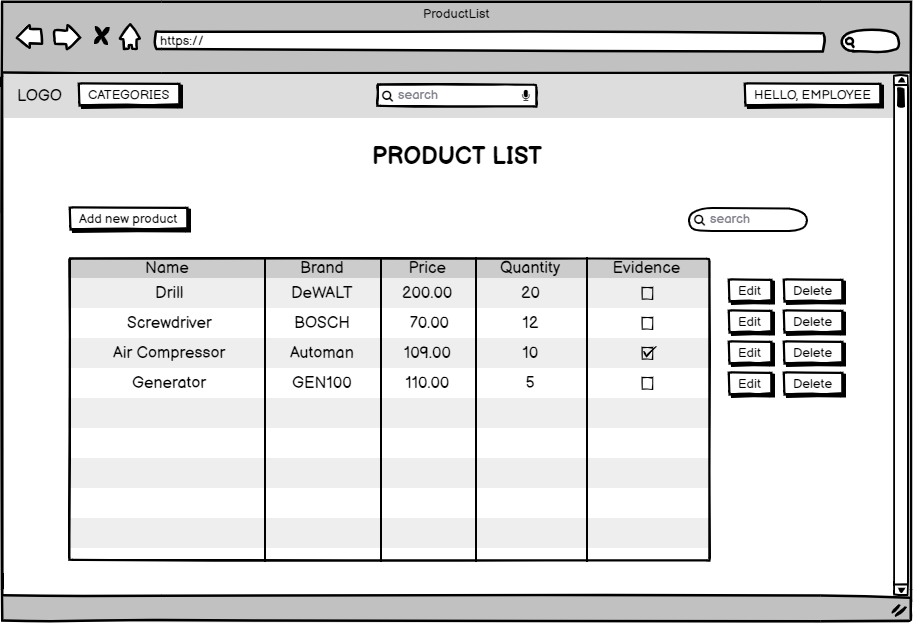 ProductList
https://
LOGO CATEGORIES search HELLO, EMPLOYEE
PRODUCT LIST
Add new product search
Name Brand Price Quantity Evidence
Drill DeWALT 200.00 20 Edit Delete
Screwdriver BOSCH 70.00 12 Edit Delete
Air Compressor Automan 109.00 10 Edit Delete
Generator GEN100 110.00 5 Edit Delete